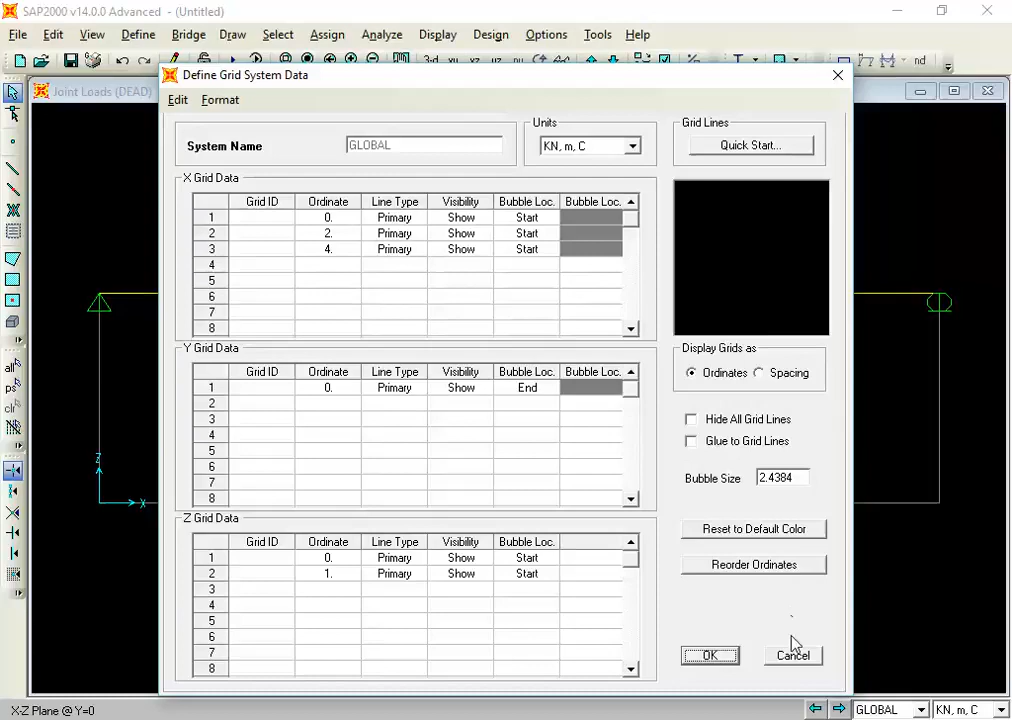 SAP2000 v14.0.0 Advanced - (Untitled)
File Edit View Define Bridge Draw Select Assign Analyze Display Design Options Tools Help
3-d xy xz nd
Joint Loads (DEAD)
Define Grid System Data
Edit Format
System Name GLOBAL
Units
KN, m, C
Grid Lines
Quick Start...
X Grid Data
Grid ID Ordinate Line Type Visibility Bubble Loc. Bubble Loc.
1 0. Primary Show Start
2 2. Primary Show Start
3 4. Primary Show Start
4
5
6
7
8
Y Grid Data
Grid ID Ordinate Line Type Visibility Bubble Loc. Bubble Loc.
1 0. Primary Show End
2
3
4
5
6
7
8
Z Grid Data
Grid ID Ordinate Line Type Visibility Bubble Loc.
1 0. Primary Show Start
2 1. Primary Show Start
3
4
5
6
7
8
Display Grids as
Ordinates Spacing
Hide All Grid Lines
Glue to Grid Lines
Bubble Size 2.4384
Reset to Default Color
Reorder Ordinates
OK Cancel
all
ps
clr
Z
X
X-Z Plane @ Y=0
GLOBAL
KN, m, C